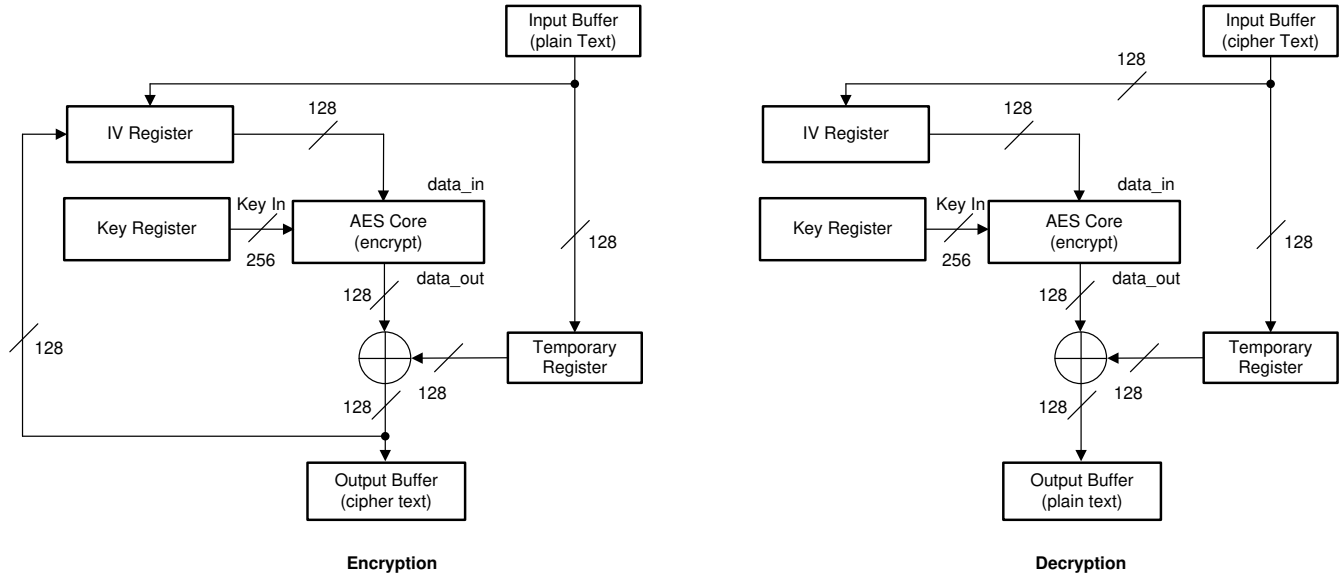 Input Buffer
(plain Text)
128
IV Register
Key Register
Key In
256
data_in
AES Core
(encrypt)
data_out
128
128
128
Temporary
Register
128
128
128
Output Buffer
(cipher text)
Encryption
Input Buffer
(cipher Text)
128
128
IV Register
Key Register
Key In
256
data_in
AES Core
(encrypt)
data_out
128
128
Temporary
Register
128
128
Output Buffer
(plain text)
Decryption